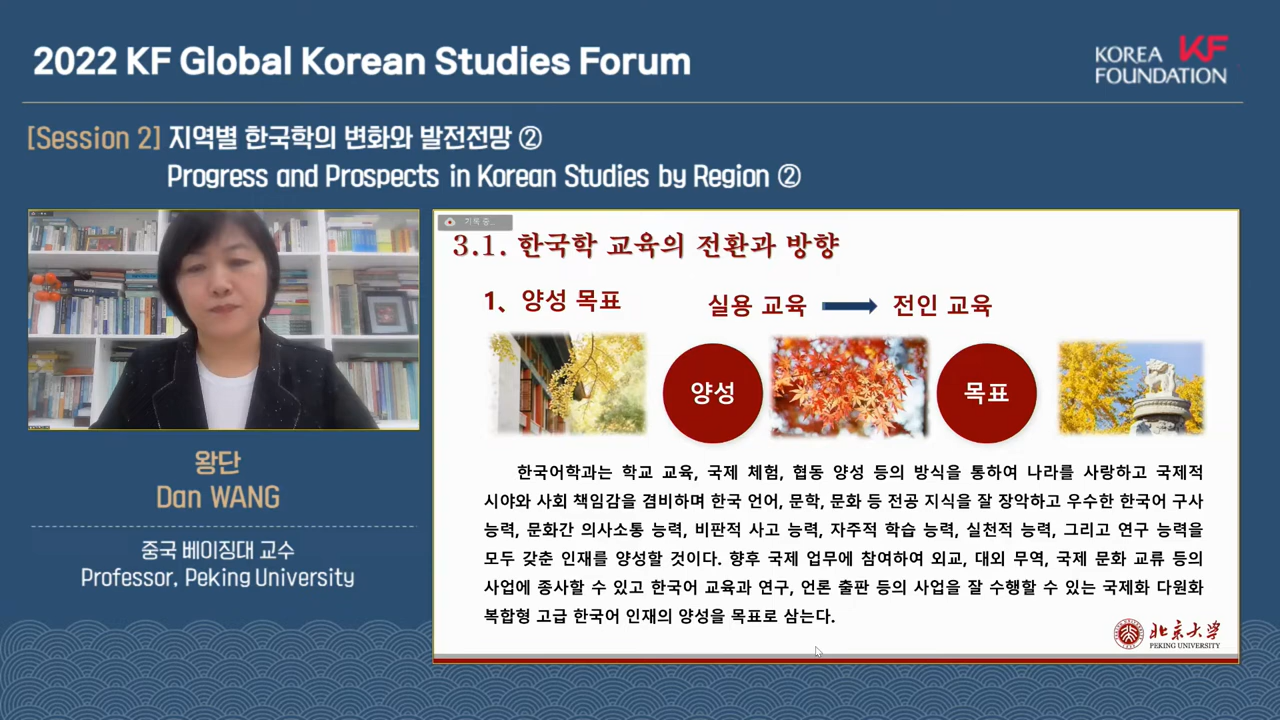 2022 KF Global Korean Studies Forum
KOREA KF
FOUNDATION
[Session 2] 지역별 한국학의 변화와 발전전망 ②
Progress and Prospects in Korean Studies by Region ②
기록 중...
3.1. 한국학 교육의 전환과 방향
1、양성 목표
실용 교육 전인 교육
양성
목표
한국어학과는 학교 교육, 국제 체험, 협동 양성 등의 방식을 통하여 나라를 사랑하고 국제적
시야와 사회 책임감을 겸비하며 한국 언어, 문학, 문화 등 전공 지식을 잘 장악하고 우수한 한국어 구사
능력, 문화간 의사소통 능력, 비판적 사고 능력, 자주적 학습 능력, 실천적 능력, 그리고 연구 능력을
모두 갖춘 인재를 양성할 것이다. 향후 국제 업무에 참여하여 외교, 대외 무역, 국제 문화 교류 등의
사업에 종사할 수 있고 한국어 교육과 연구, 언론 출판 등의 사업을 잘 수행할 수 있는 국제화 다원화
복합형 고급 한국어 인재의 양성을 목표로 삼는다.
北京大学
PEKING UNIVERSITY
왕단
Dan WANG
중국 베이징대 교수
Professor, Peking University